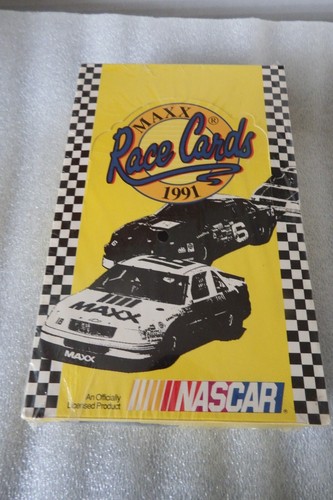 MAXX ®
Race Cards
1991
6
MAXX
MAXX
An Officially
Licensed Product
NASCAR®